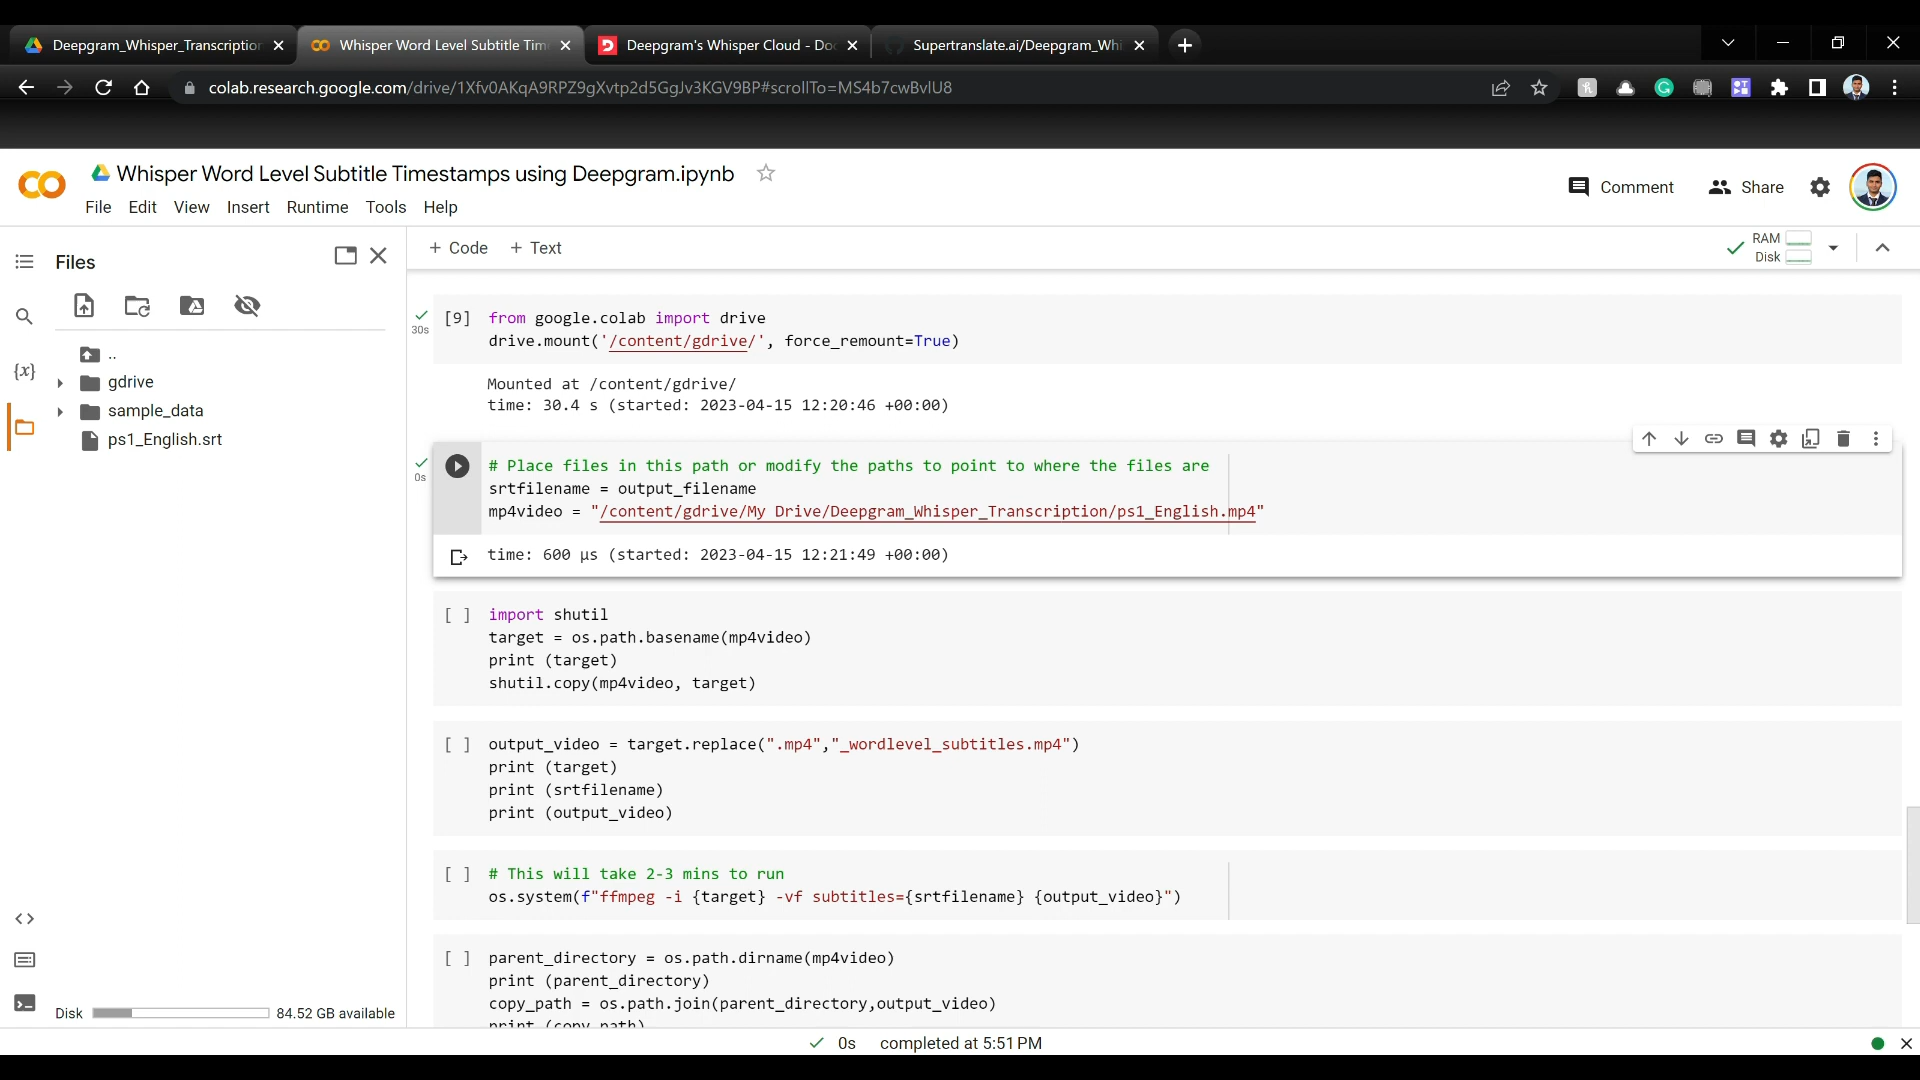 Deepgram_Whisper_Transcription
Whisper Word Level Subtitle Tim
Deepgram's Whisper Cloud - Doc
Supertranslate.ai/Deepgram_Whi
colab.research.google.com/drive/1Xfv0AKqA9RPZ9gXvtp2d5GgJv3KGV9BP#scrollTo=MS4b7cwBvlU8
Whisper Word Level Subtitle Timestamps using Deepgram.ipynb
File Edit View Insert Runtime Tools Help
Comment
Share
Files
+ Code + Text
RAM
Disk
..
gdrive
sample_data
ps1_English.srt
{x}
30s
[9] from google.colab import drive
drive.mount('/content/gdrive/', force_remount=True)
Mounted at /content/gdrive/
time: 30.4 s (started: 2023-04-15 12:20:46 +00:00)
0s
# Place files in this path or modify the paths to point to where the files are
srtfilename = output_filename
mp4video = "/content/gdrive/My Drive/Deepgram_Whisper_Transcription/ps1_English.mp4"
time: 600 µs (started: 2023-04-15 12:21:49 +00:00)
[ ] import shutil
target = os.path.basename(mp4video)
print (target)
shutil.copy(mp4video, target)
[ ] output_video = target.replace(".mp4","_wordlevel_subtitles.mp4")
print (target)
print (srtfilename)
print (output_video)
[ ] # This will take 2-3 mins to run
os.system(f"ffmpeg -i {target} -vf subtitles={srtfilename} {output_video}")
[ ] parent_directory = os.path.dirname(mp4video)
print (parent_directory)
copy_path = os.path.join(parent_directory,output_video)
print (copy_path)
Disk 84.52 GB available
0s completed at 5:51 PM